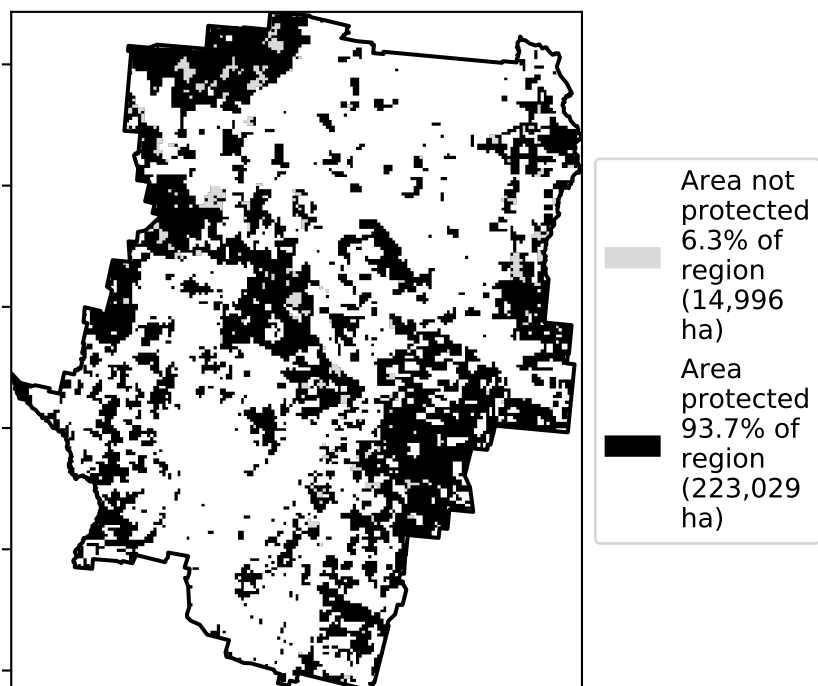 Area not
protected
6.3% of
region
(14,996
ha)
Area
protected
93.7% of
region
(223,029
ha)